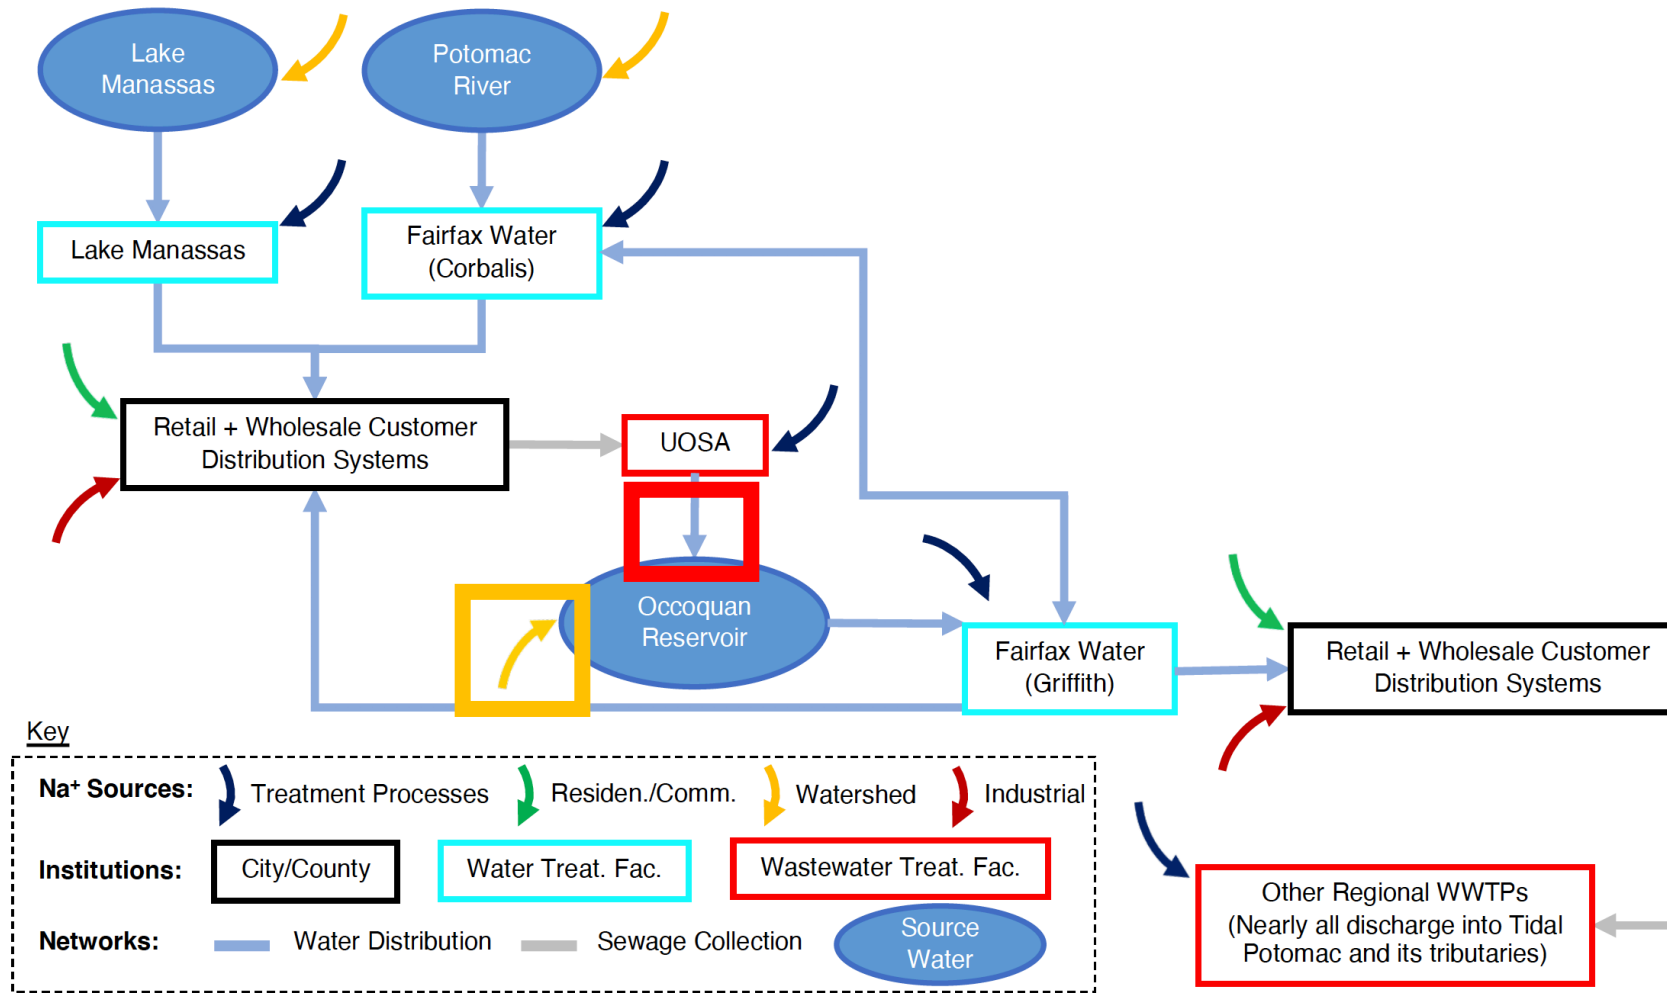 Lake
Manassas
Potomac
River
Lake Manassas
Fairfax Water
(Corbalis)
Retail + Wholesale Customer
Distribution Systems
UOSA
Occoquan
Reservoir
Fairfax Water
(Griffith)
Retail + Wholesale Customer
Distribution Systems
Key
Na⁺ Sources:
Treatment Processes
Residen./Comm.
Watershed
Industrial
Institutions:
City/County
Water Treat. Fac.
Wastewater Treat. Fac.
Networks:
Water Distribution
Sewage Collection
Source
Water
Other Regional WWTPs
(Nearly all discharge into Tidal
Potomac and its tributaries)